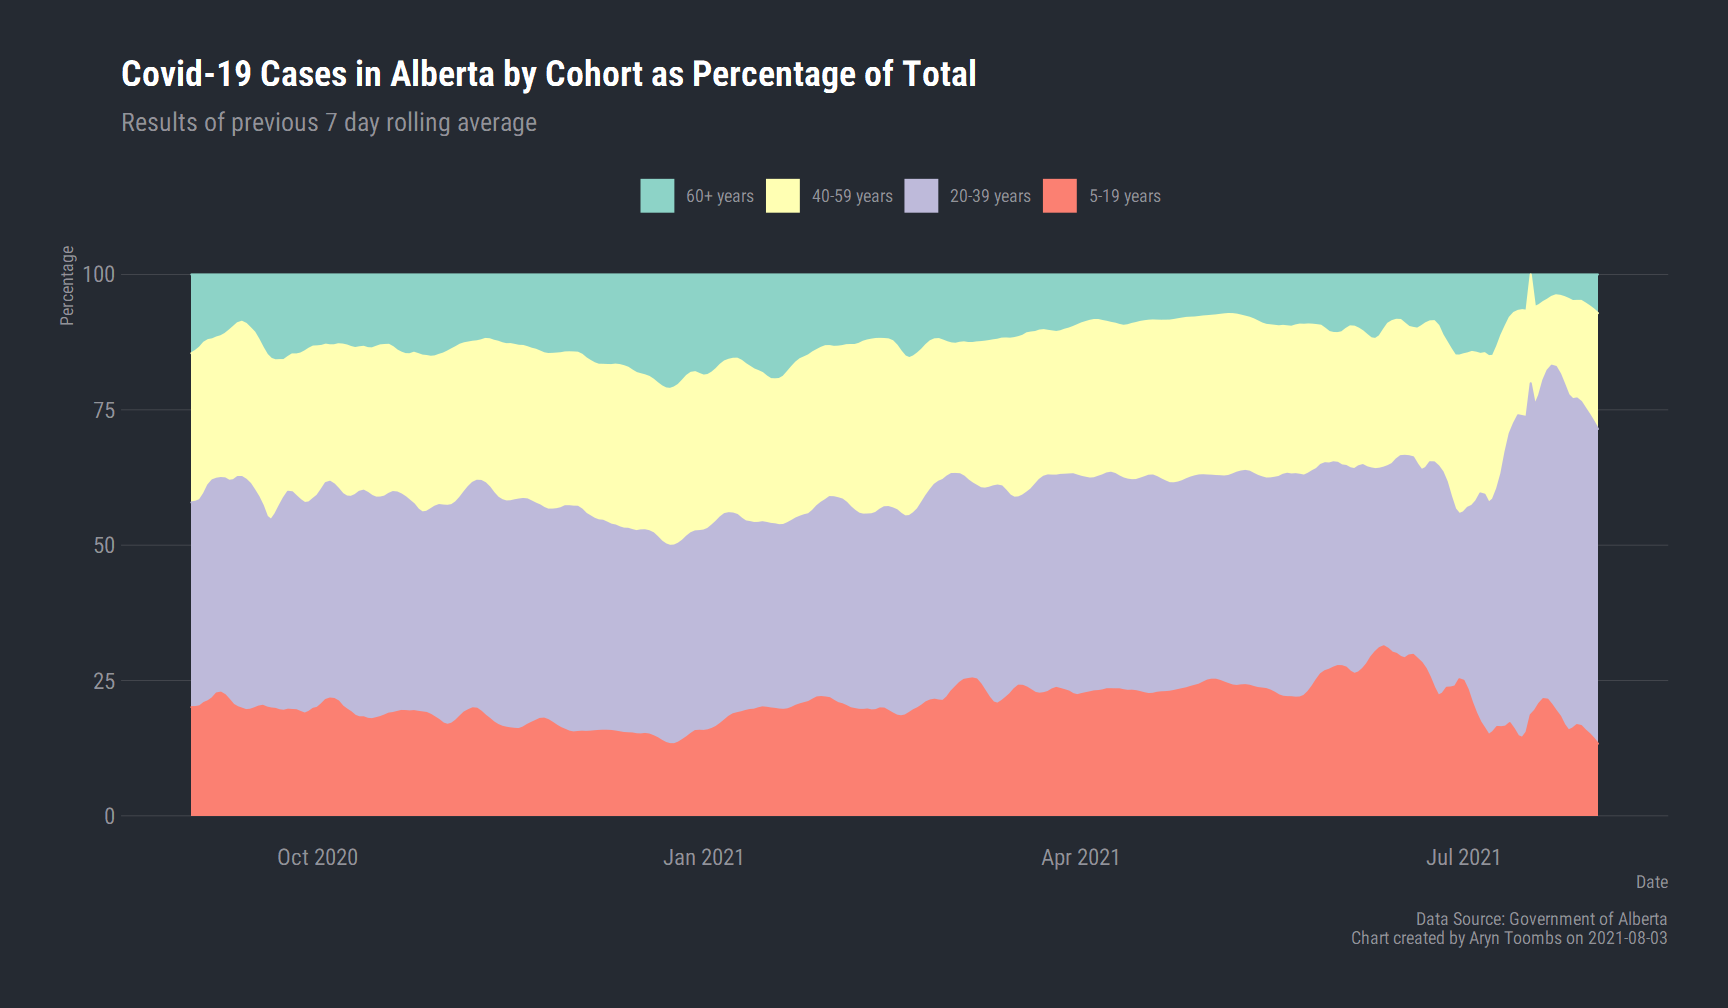 Covid-19 Cases in Alberta by Cohort as Percentage of Total
Results of previous 7 day rolling average
60+ years
40-59 years
20-39 years
5-19 years
Percentage
100
75
50
25
0
Oct 2020
Jan 2021
Apr 2021
Jul 2021
Date
Data Source: Government of Alberta
Chart created by Aryn Toombs on 2021-08-03